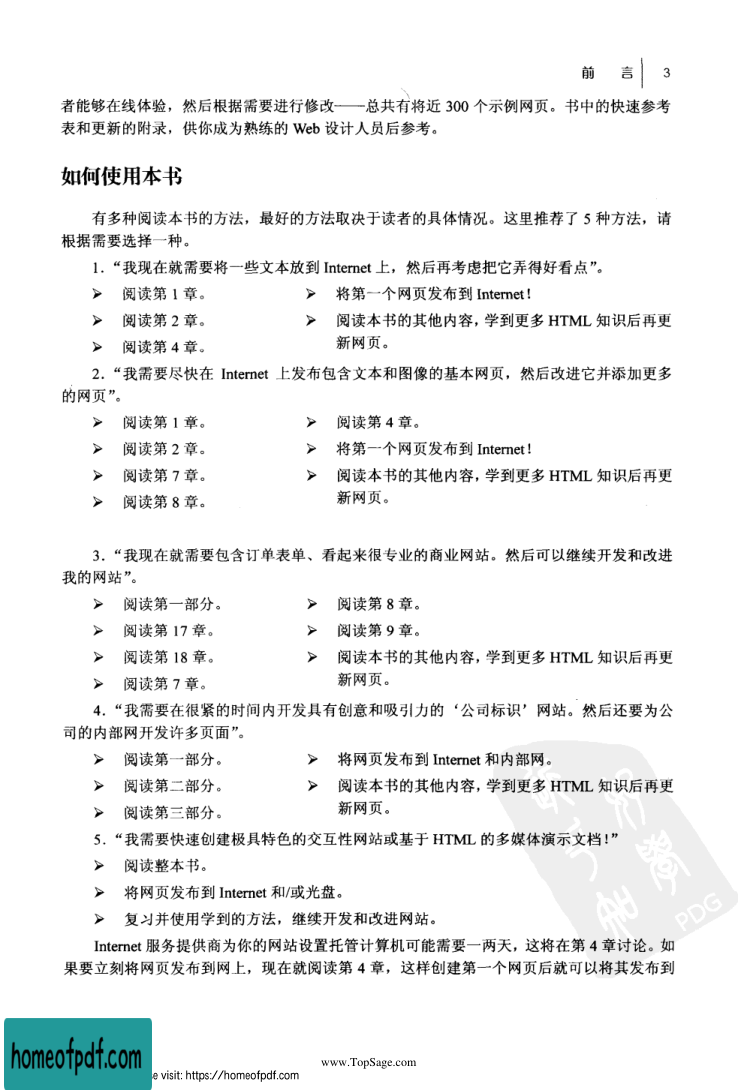 前 言 3
者能够在线体验，然后根据需要进行修改——总共有将近 300 个示例网页。书中的快速参考
表和更新的附录，供你成为熟练的 Web 设计人员后参考。
如何使用本书
有多种阅读本书的方法，最好的方法取决于读者的具体情况。这里推荐了 5 种方法，请
根据需要选择一种。
1．“我现在就需要将一些文本放到 Internet 上，然后再考虑把它弄得好看点”。
➢ 阅读第 1 章。
➢ 阅读第 2 章。
➢ 阅读第 4 章。
➢ 将第一个网页发布到 Internet！
➢ 阅读本书的其他内容，学到更多 HTML 知识后再更
新网页。
2．“我需要尽快在 Internet 上发布包含文本和图像的基本网页，然后改进它并添加更多
的网页”。
➢ 阅读第 1 章。
➢ 阅读第 2 章。
➢ 阅读第 7 章。
➢ 阅读第 8 章。
➢ 阅读第 4 章。
➢ 将第一个网页发布到 Internet！
➢ 阅读本书的其他内容，学到更多 HTML 知识后再更
新网页。
3．“我现在就需要包含订单表单、看起来很专业的商业网站。然后可以继续开发和改进
我的网站”。
➢ 阅读第一部分。
➢ 阅读第 17 章。
➢ 阅读第 18 章。
➢ 阅读第 7 章。
➢ 阅读第 8 章。
➢ 阅读第 9 章。
➢ 阅读本书的其他内容，学到更多 HTML 知识后再更
新网页。
4．“我需要在很紧的时间内开发具有创意和吸引力的‘公司标识’网站。然后还要为公
司的内部网开发许多页面”。
➢ 阅读第一部分。
➢ 阅读第二部分。
➢ 阅读第三部分。
➢ 将网页发布到 Internet 和内部网。
➢ 阅读本书的其他内容，学到更多 HTML 知识后再更
新网页。
5．“我需要快速创建极具特色的交互性网站或基于 HTML 的多媒体演示文档！”
➢ 阅读整本书。
➢ 将网页发布到 Internet 和/或光盘。
➢ 复习并使用学到的方法，继续开发和改进网站。
Internet 服务提供商为你的网站设置托管计算机可能需要一两天，这将在第 4 章讨论。如
果要立刻将网页发布到网上，现在就阅读第 4 章，这样创建第一个网页后就可以将其发布到
PDG
homeofpdf.com
www.TopSage.com
e visit: https://homeofpdf.com